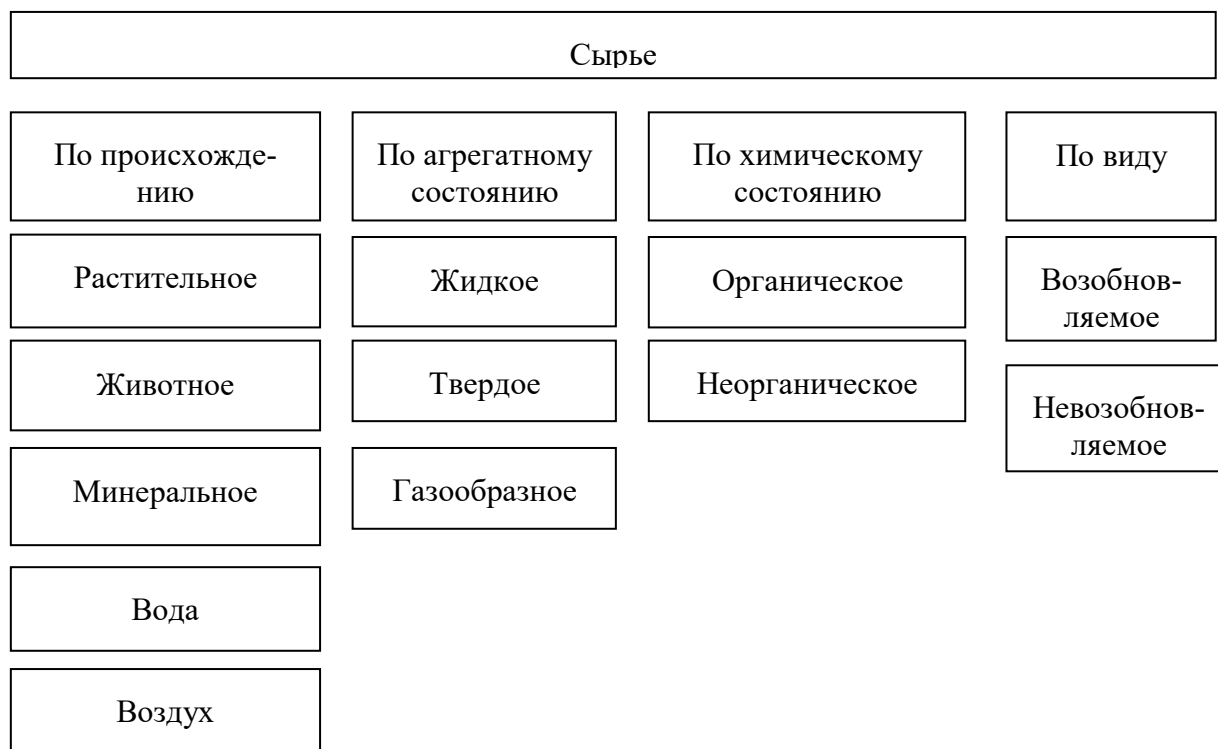 Сырье
По происхожде-
нию
По агрегатному
состоянию
По химическому
состоянию
По виду
Растительное
Жидкое
Органическое
Возобнов-
ляемое
Животное
Твердое
Неорганическое
Невозобнов-
ляемое
Минеральное
Газообразное
Вода
Воздух